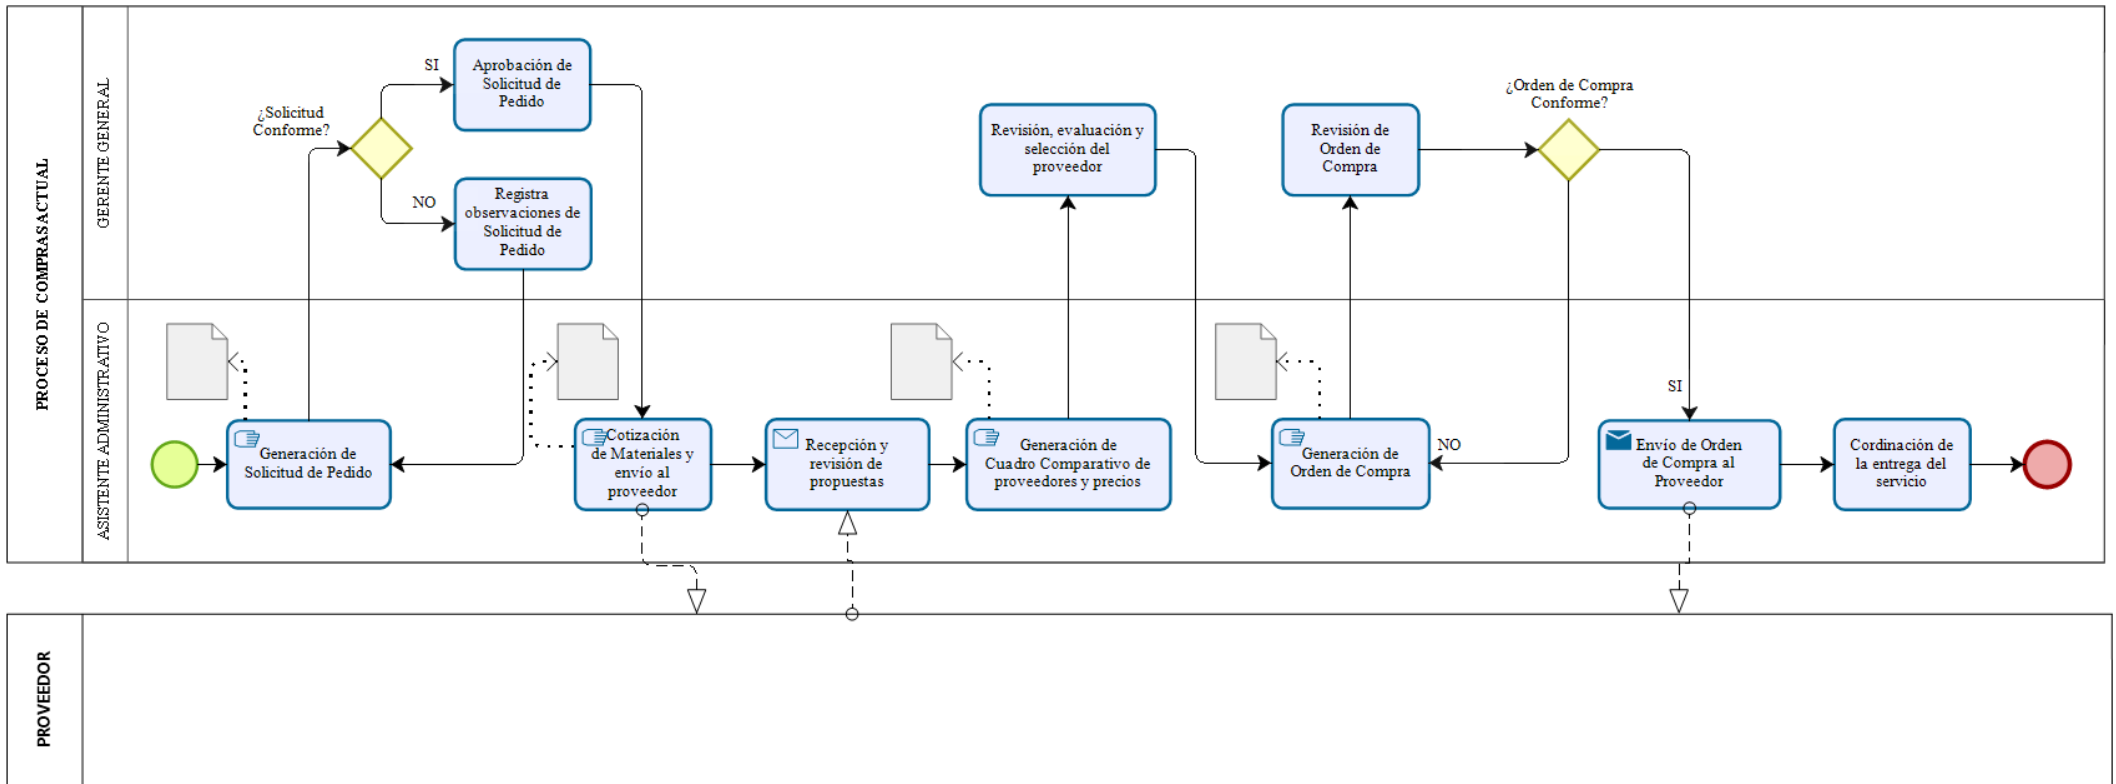 PROCESO DE COMPRAS ACTUAL
GERENTE GENERAL
¿Solicitud
Conforme?
SI
Aprobación de
Solicitud de
Pedido
NO
Registra
observaciones de
Solicitud de
Pedido
Revisión, evaluación y
selección del
proveedor
Revisión de
Orden de
Compra
¿Orden de Compra
Conforme?
ASISTENTE ADMINISTRATIVO
Generación de
Solicitud de Pedido
Cotización
de Materiales y
envío al
proveedor
Recepción y
revisión de
propuestas
Generación de
Cuadro Comparativo de
proveedores y precios
Generación de
Orden de Compra
NO
SI
Envío de Orden
de Compra al
Proveedor
Cordinación de
la entrega del
servicio
PROVEEDOR